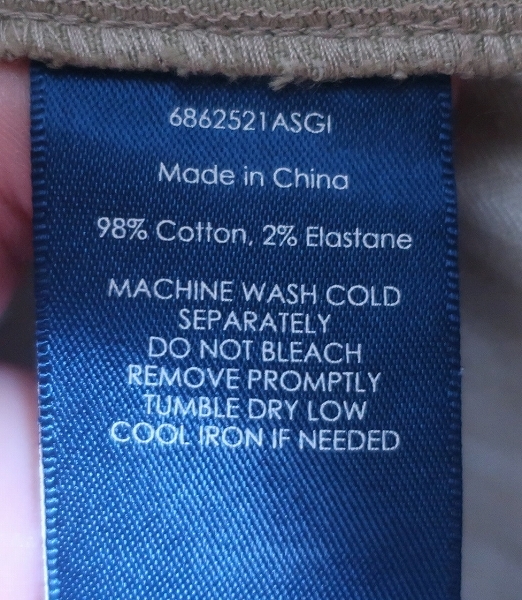 6862521ASGI
Made in China
98% Cotton, 2% Elastane
MACHINE WASH COLD
SEPARATELY
DO NOT BLEACH
REMOVE PROMPTLY
TUMBLE DRY LOW
COOL IRON IF NEEDED